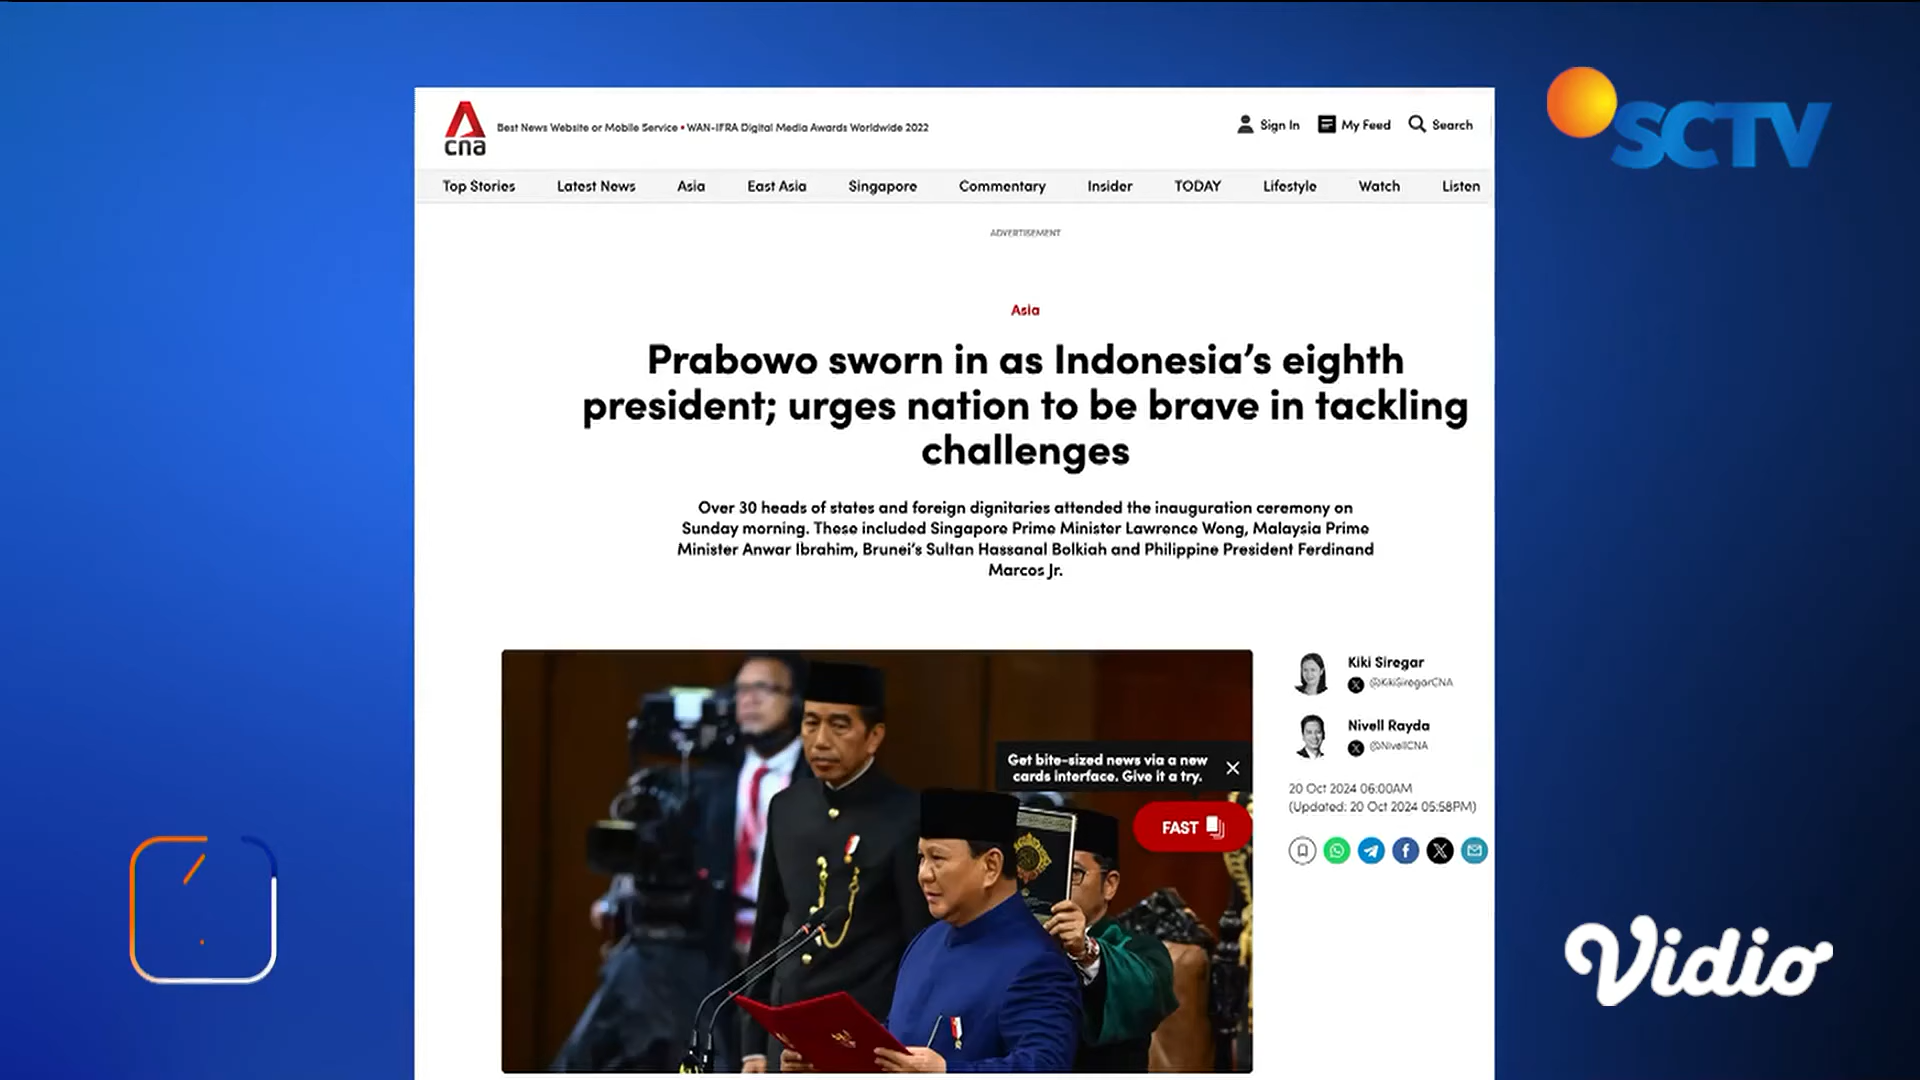 SCTV
cna
Best News Website or Mobile Service • WAN-IFRA Digital Media Awards Worldwide 2022
Sign In
My Feed
Search
Top Stories
Latest News
Asia
East Asia
Singapore
Commentary
Insider
TODAY
Lifestyle
Watch
Listen
ADVERTISEMENT
Asia
Prabowo sworn in as Indonesia’s eighth
president; urges nation to be brave in tackling
challenges
Over 30 heads of states and foreign dignitaries attended the inauguration ceremony on
Sunday morning. These included Singapore Prime Minister Lawrence Wong, Malaysia Prime
Minister Anwar Ibrahim, Brunei’s Sultan Hassanal Bolkiah and Philippine President Ferdinand
Marcos Jr.
Get bite-sized news via a new
cards interface. Give it a try.
FAST
Kiki Siregar
@KikiSiregarCNA
Nivell Rayda
@NivellCNA
20 Oct 2024 06:00AM
(Updated: 20 Oct 2024 05:58PM)
Vidio